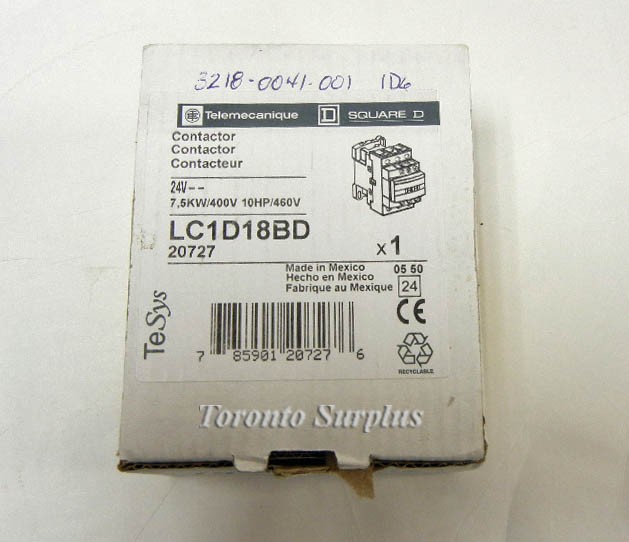 3218-0041-001 1D6
Telemecanique SQUARE D
Contactor
Contactor
Contacteur
24V--
7,5KW/400V 10HP/460V
LC1D18BD
20727
x 1
Made in Mexico
Hecho en Mexico
Fabrique au Mexique
05 50
24
CE
TeSys
7 85901 20727 6
RECYCLABLE
Toronto Surplus